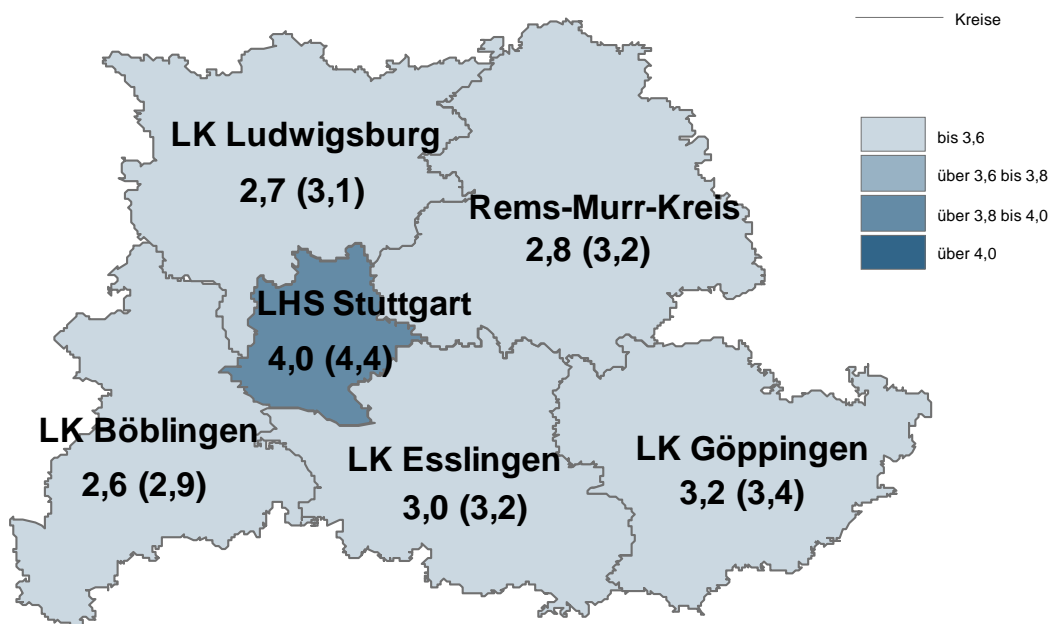 Kreise
bis 3,6
über 3,6 bis 3,8
über 3,8 bis 4,0
über 4,0
LK Ludwigsburg
2,7 (3,1)
Rems-Murr-Kreis
2,8 (3,2)
LHS Stuttgart
4,0 (4,4)
LK Böblingen
2,6 (2,9)
LK Esslingen
3,0 (3,2)
LK Göppingen
3,2 (3,4)